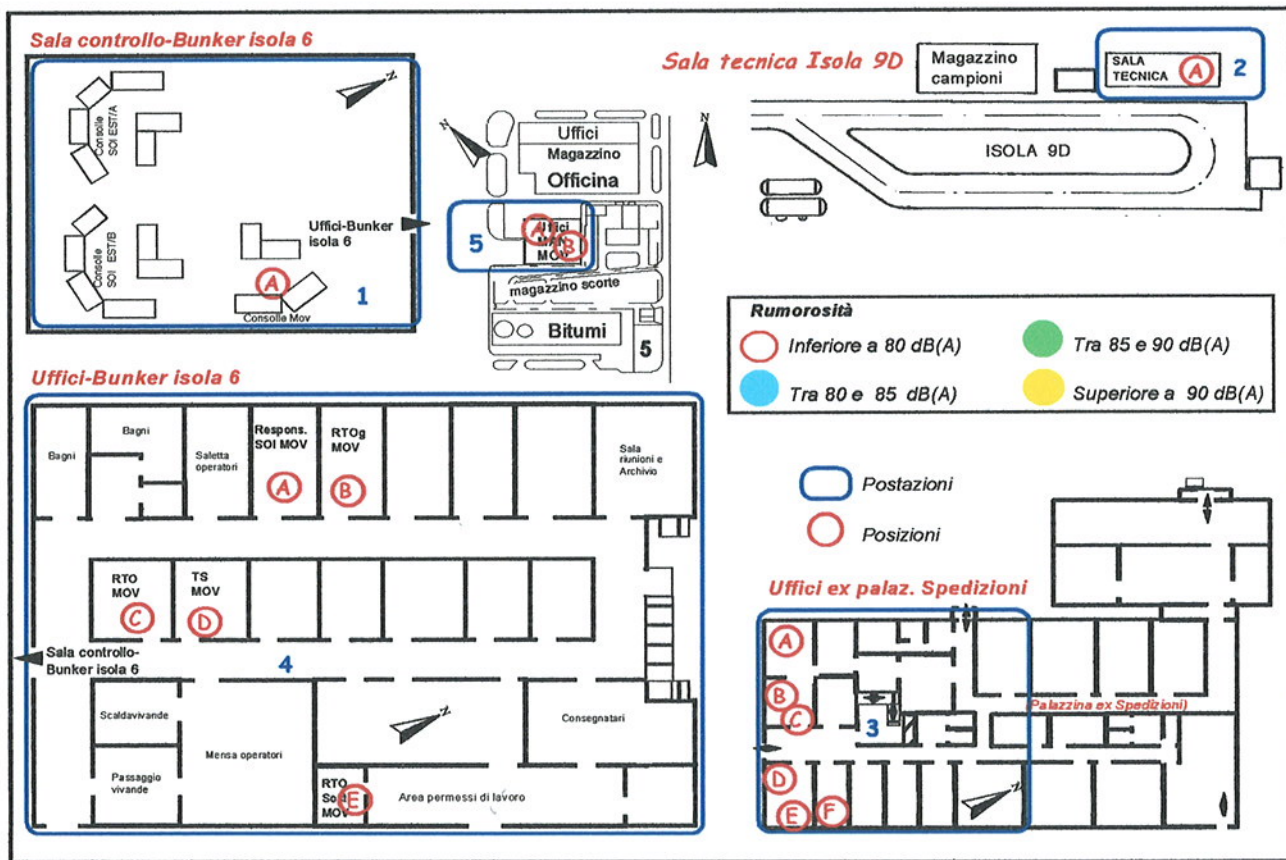 Sala controllo-Bunker isola 6
Consolle
SOI EST/A
N
Uffici-Bunker
isola 6
Consolle
SOI EST/B
A
1
Consolle Mov
N
Uffici
Magazzino
Officina
5
A
Uffici
MAN
MOV
B
magazzino scorte
Bitumi
5
Sala tecnica Isola 9D
N
Magazzino
campioni
SALA
TECNICA
A
2
ISOLA 9D
Rumorosità
Inferiore a 80 dB(A)
Tra 85 e 90 dB(A)
Tra 80 e 85 dB(A)
Superiore a 90 dB(A)
Uffici-Bunker isola 6
Bagni
Bagni
Saletta
operatori
Respons.
SOI MOV
A
RTOg
MOV
B
Sala
riunioni e
Archivio
RTO
MOV
C
TS
MOV
D
Sala controllo-
Bunker isola 6
4
Scaldavivande
Passaggio
vivande
Mensa operatori
N
Consegnatari
RTO
MOV
E
Area permessi di lavoro
Postazioni
Posizioni
Uffici ex palaz. Spedizioni
A
B
C
3
(Palazzina ex Spedizioni)
D
E
F
N